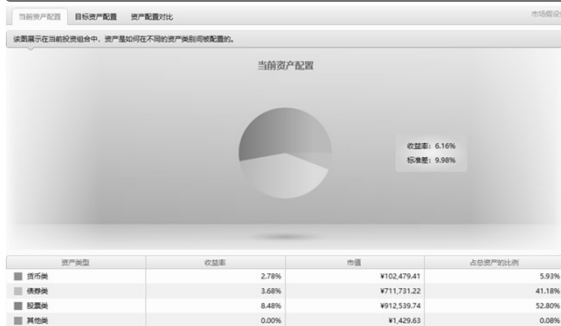 当前资产配置 目标资产配置 资产配置对比
该图展示在当前投资组合中、资产是如何在不同的资产类别间被配置的。
当前资产配置
收益率：6.16%
标准差：9.98%
资产类型 收益率 市值 占总资产的比例
货币类 2.78% ¥102,479.41 5.93%
债券类 3.68% ¥711,731.22 41.18%
股票类 8.48% ¥912,539.74 52.80%
其他类 0.00% ¥1,429.63 0.08%